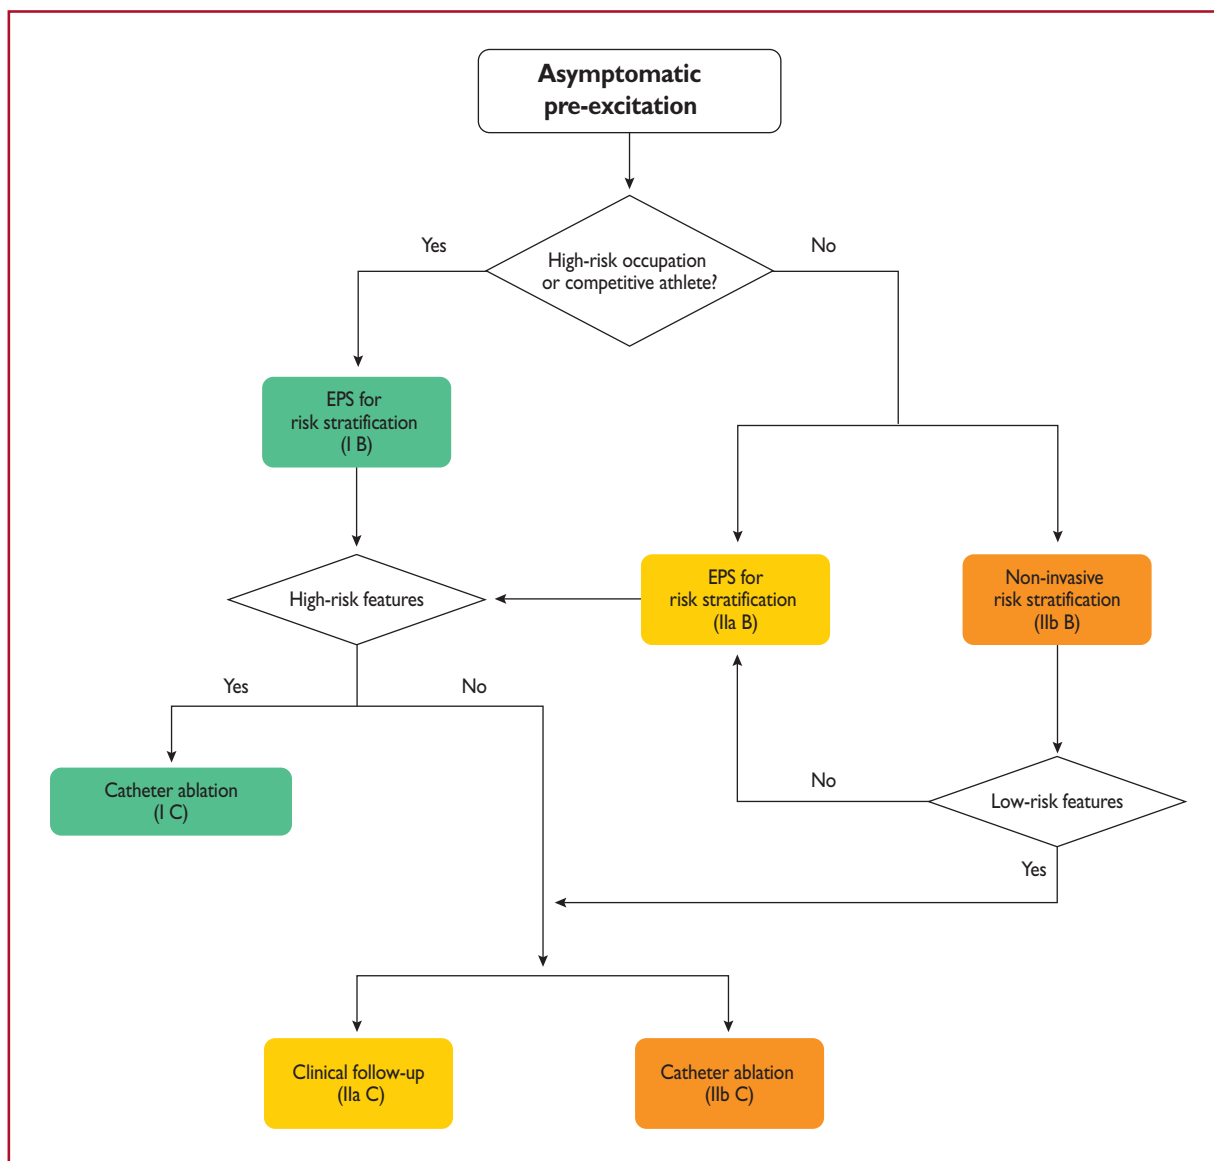 Asymptomatic
pre-excitation
Yes
No
High-risk occupation
or competitive athlete?
EPS for
risk stratification
(I B)
High-risk features
EPS for
risk stratification
(IIa B)
Non-invasive
risk stratification
(IIb B)
Yes
No
Catheter ablation
(I C)
No
Low-risk features
Yes
Clinical follow-up
(IIa C)
Catheter ablation
(IIb C)